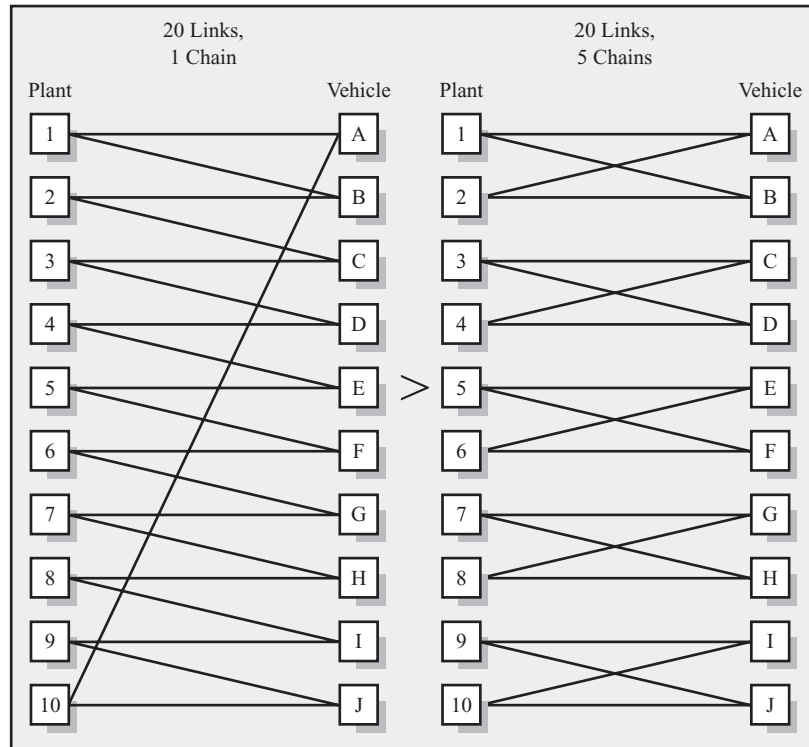 20 Links,
1 Chain
Plant Vehicle
1 A
2 B
3 C
4 D
5 E
6 F
7 G
8 H
9 I
10 J
>
20 Links,
5 Chains
Plant Vehicle
1 A
2 B
3 C
4 D
5 E
6 F
7 G
8 H
9 I
10 J